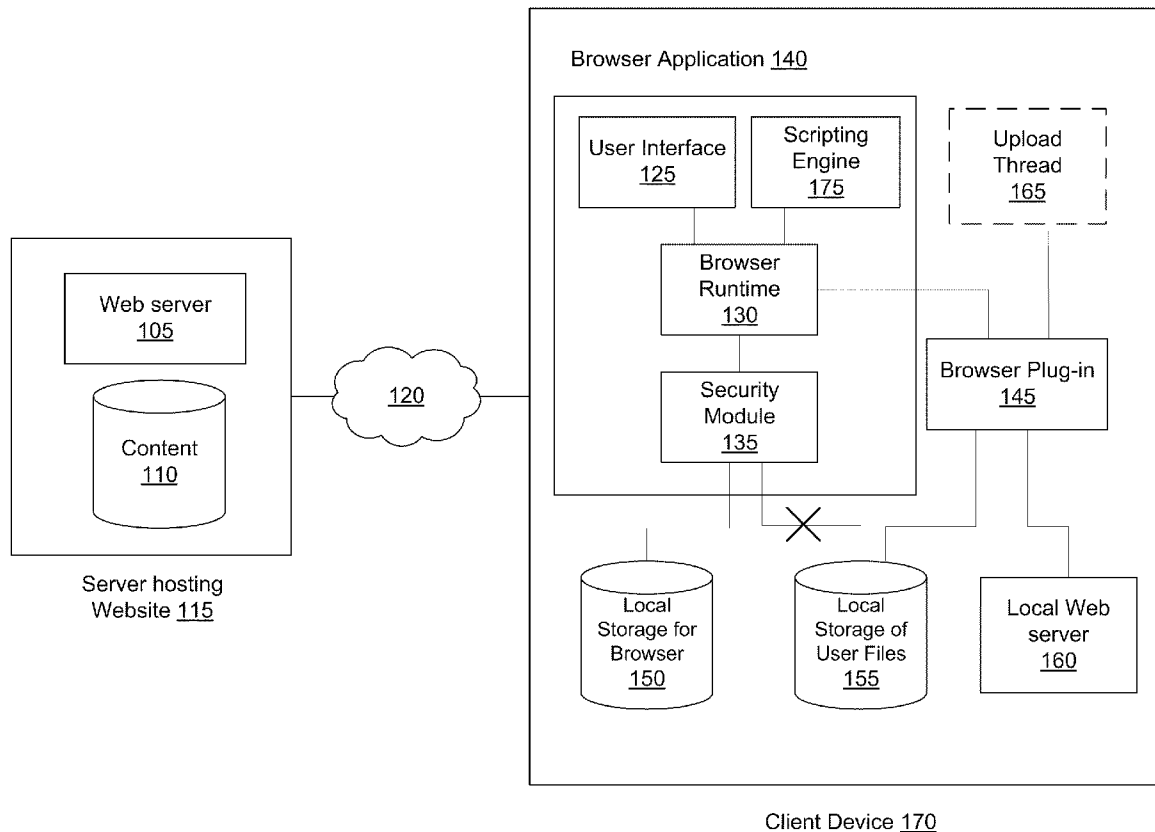 Browser Application 140
User Interface
125
Scripting
Engine
175
Upload
Thread
165
Browser
Runtime
130
Web server
105
Browser Plug-in
145
Security
Module
135
120
Content
110
Server hosting
Website 115
Local
Storage for
Browser
150
Local
Storage of
User Files
155
Local Web
server
160
Client Device 170